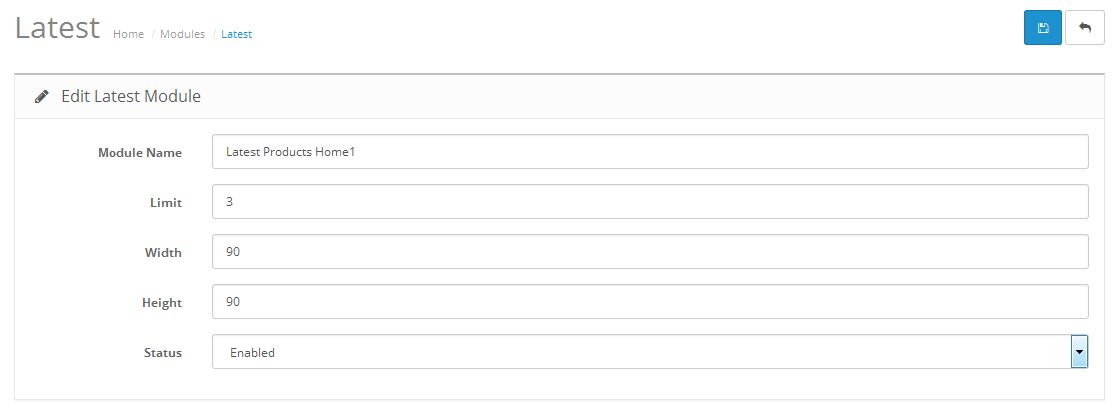 Latest Home / Modules / Latest
Edit Latest Module
Module Name Latest Products Home1
Limit 3
Width 90
Height 90
Status Enabled